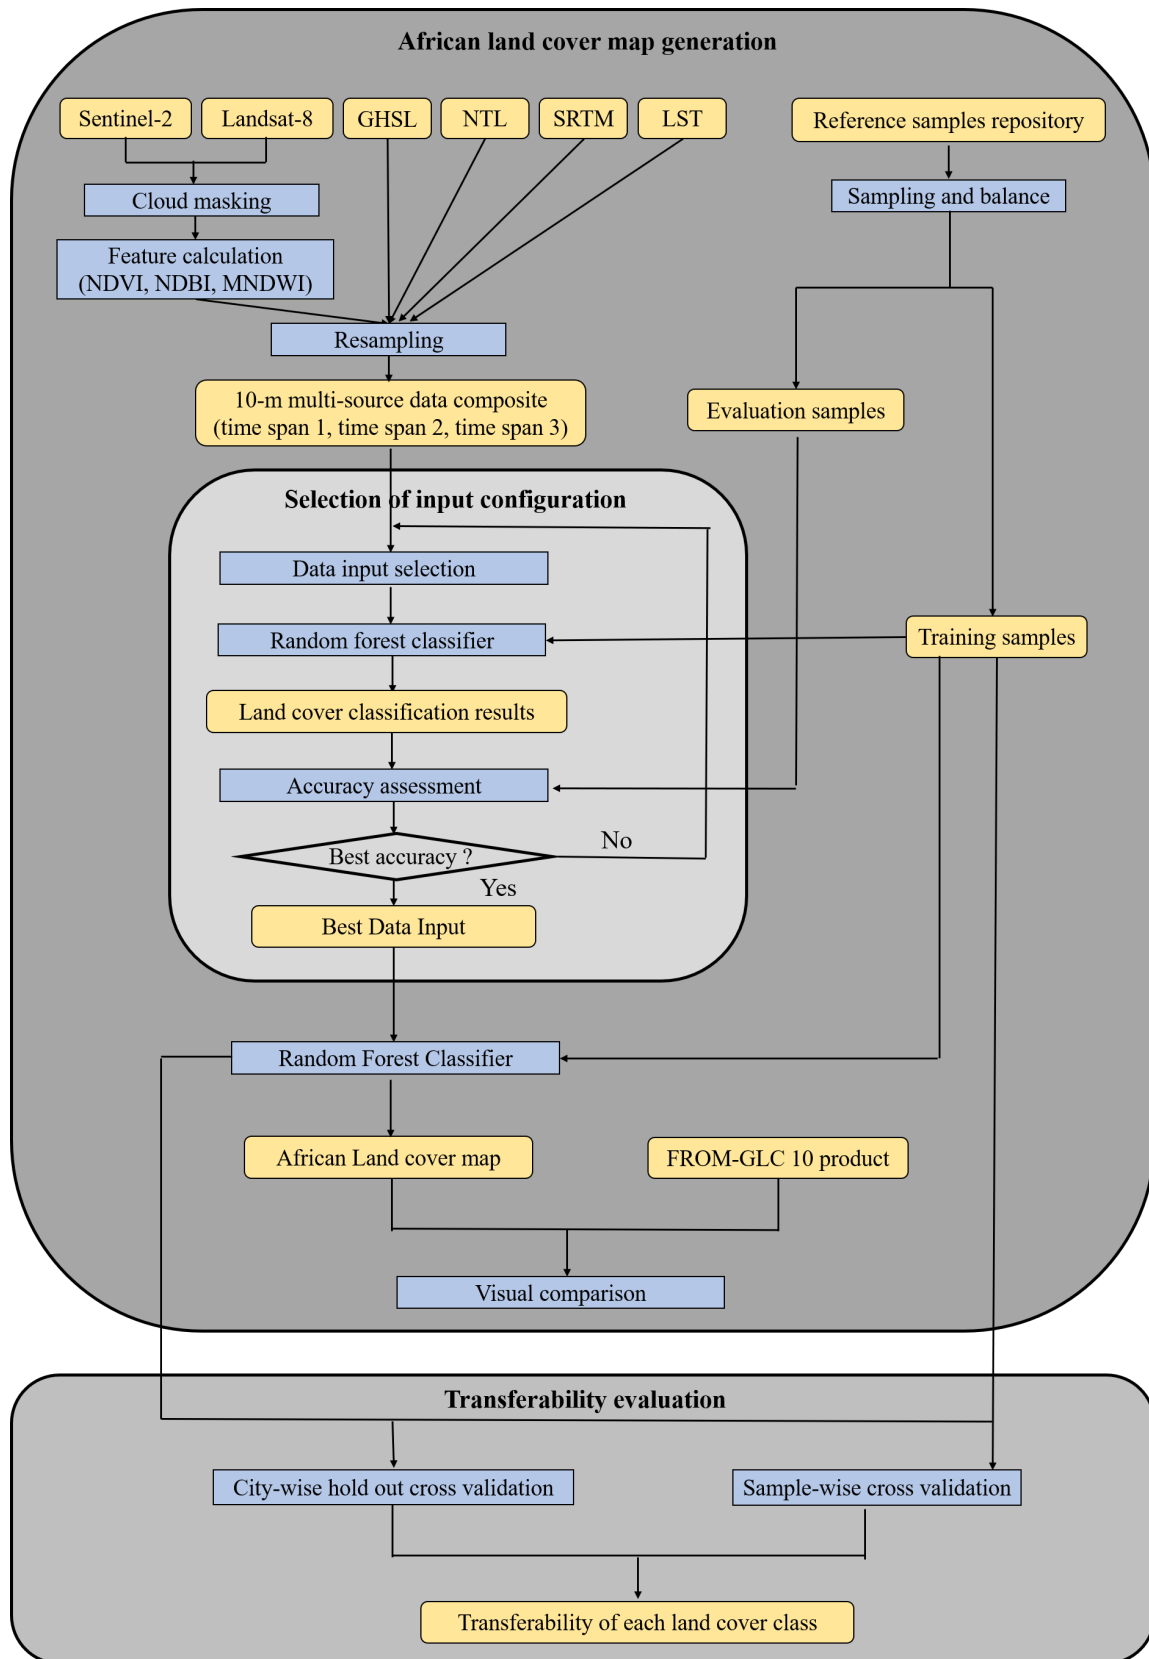 African land cover map generation
Sentinel-2
Landsat-8
GHSL
NTL
SRTM
LST
Reference samples repository
Cloud masking
Sampling and balance
Feature calculation
(NDVI, NDBI, MNDWI)
Resampling
10-m multi-source data composite
(time span 1, time span 2, time span 3)
Evaluation samples
Selection of input configuration
Data input selection
Random forest classifier
Training samples
Land cover classification results
Accuracy assessment
Best accuracy ?
No
Yes
Best Data Input
Random Forest Classifier
African Land cover map
FROM-GLC 10 product
Visual comparison
Transferability evaluation
City-wise hold out cross validation
Sample-wise cross validation
Transferability of each land cover class